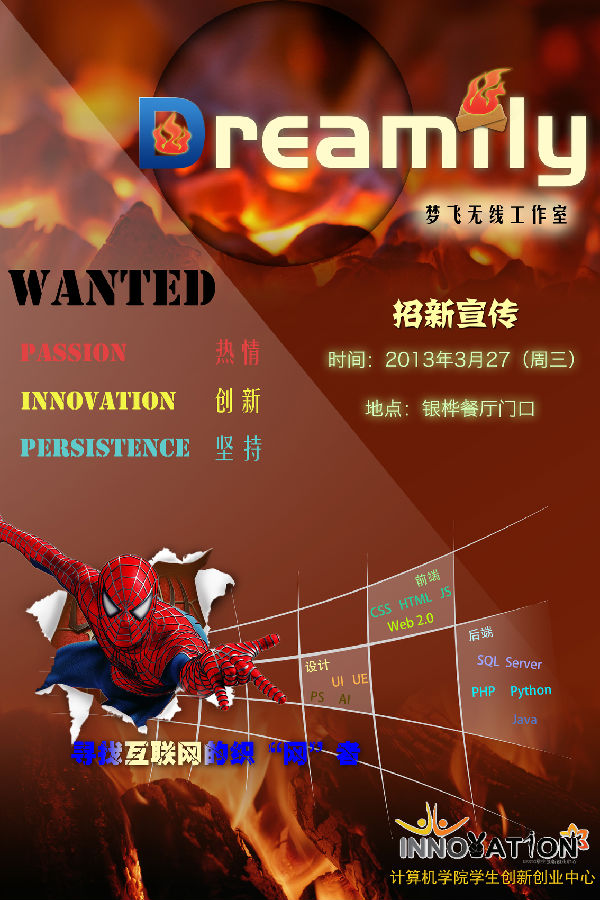 Dreamily
梦飞无线工作室
WANTED
PASSION 热情
INNOVATION 创新
PERSISTENCE 坚持
招新宣传
时间：2013年3月27（周三）
地点：银桦餐厅门口
前端
CSS HTML JS
Web 2.0
后端
SQL Server
PHP Python
Java
设计
UI UE
PS AI
寻找互联网的织“网”者
INNOVATION
计算机学院学生创新创业中心